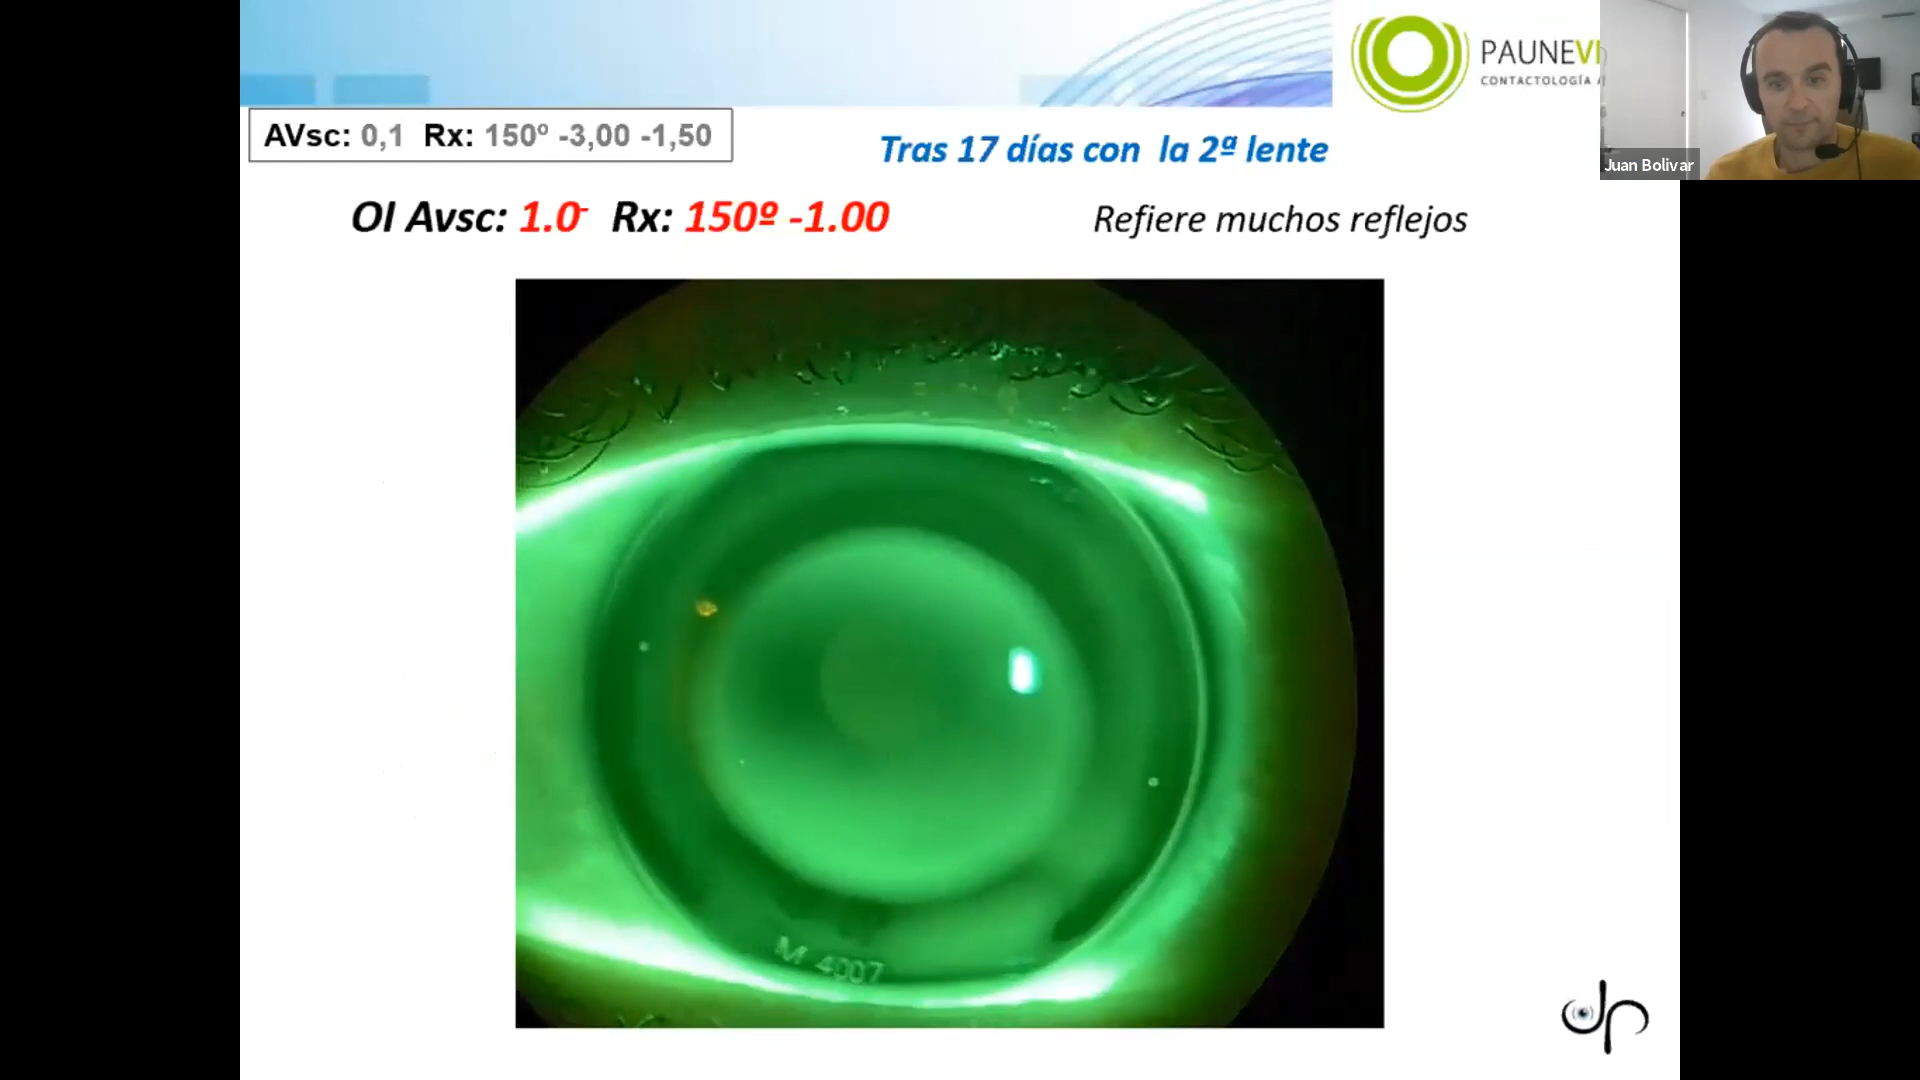 PAUNEVI
CONTACTOLOGÍA A
Juan Bolivar
AVsc: 0,1 Rx: 150º -3,00 -1,50
Tras 17 días con la 2ª lente
OI Avsc: 1.0- Rx: 150º -1.00
Refiere muchos reflejos
M 4007